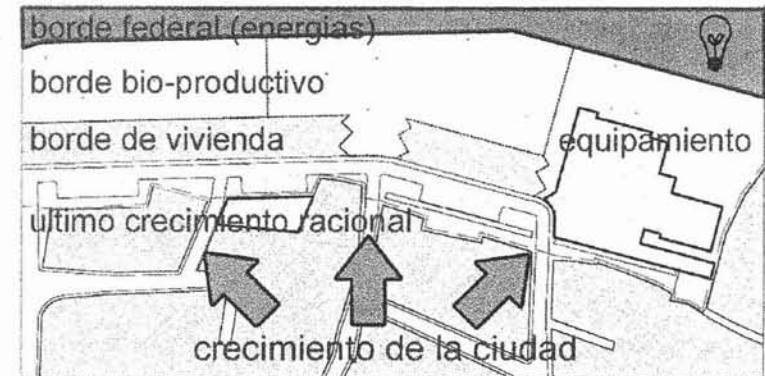 borde federal (energias)
borde bio-productivo
borde de vivienda
equipamiento
ultimo crecimiento racional
crecimiento de la ciudad